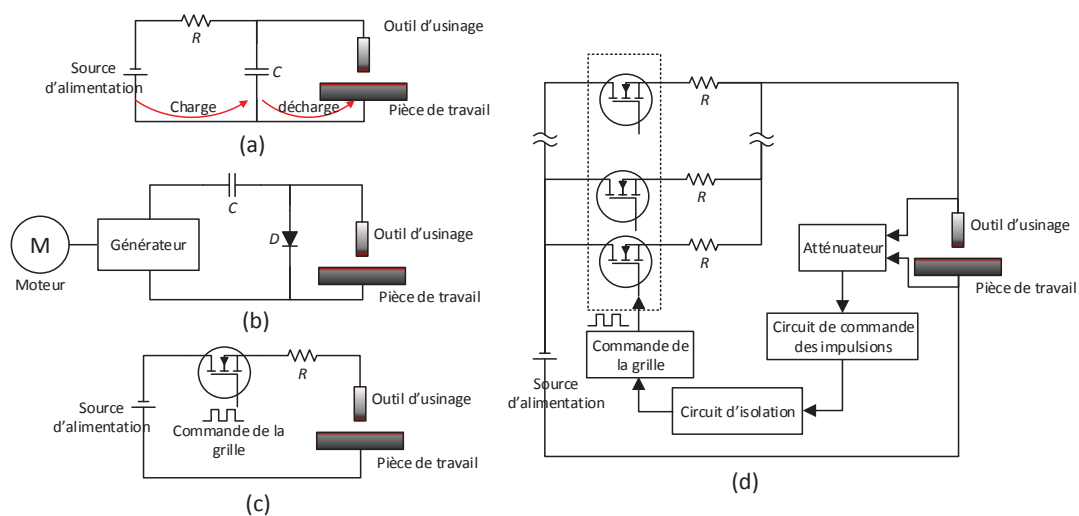 R
Source
d'alimentation
C
Outil d'usinage
Charge
décharge
Pièce de travail
(a)
M
Moteur
Générateur
C
D
Outil d'usinage
Pièce de travail
(b)
R
Source
d'alimentation
Commande de la
grille
Outil d'usinage
Pièce de travail
(c)
R
R
R
Source
d'alimentation
Commande de
la grille
Circuit d'isolation
Circuit de commande
des impulsions
Atténuateur
Outil d'usinage
Pièce de travail
(d)